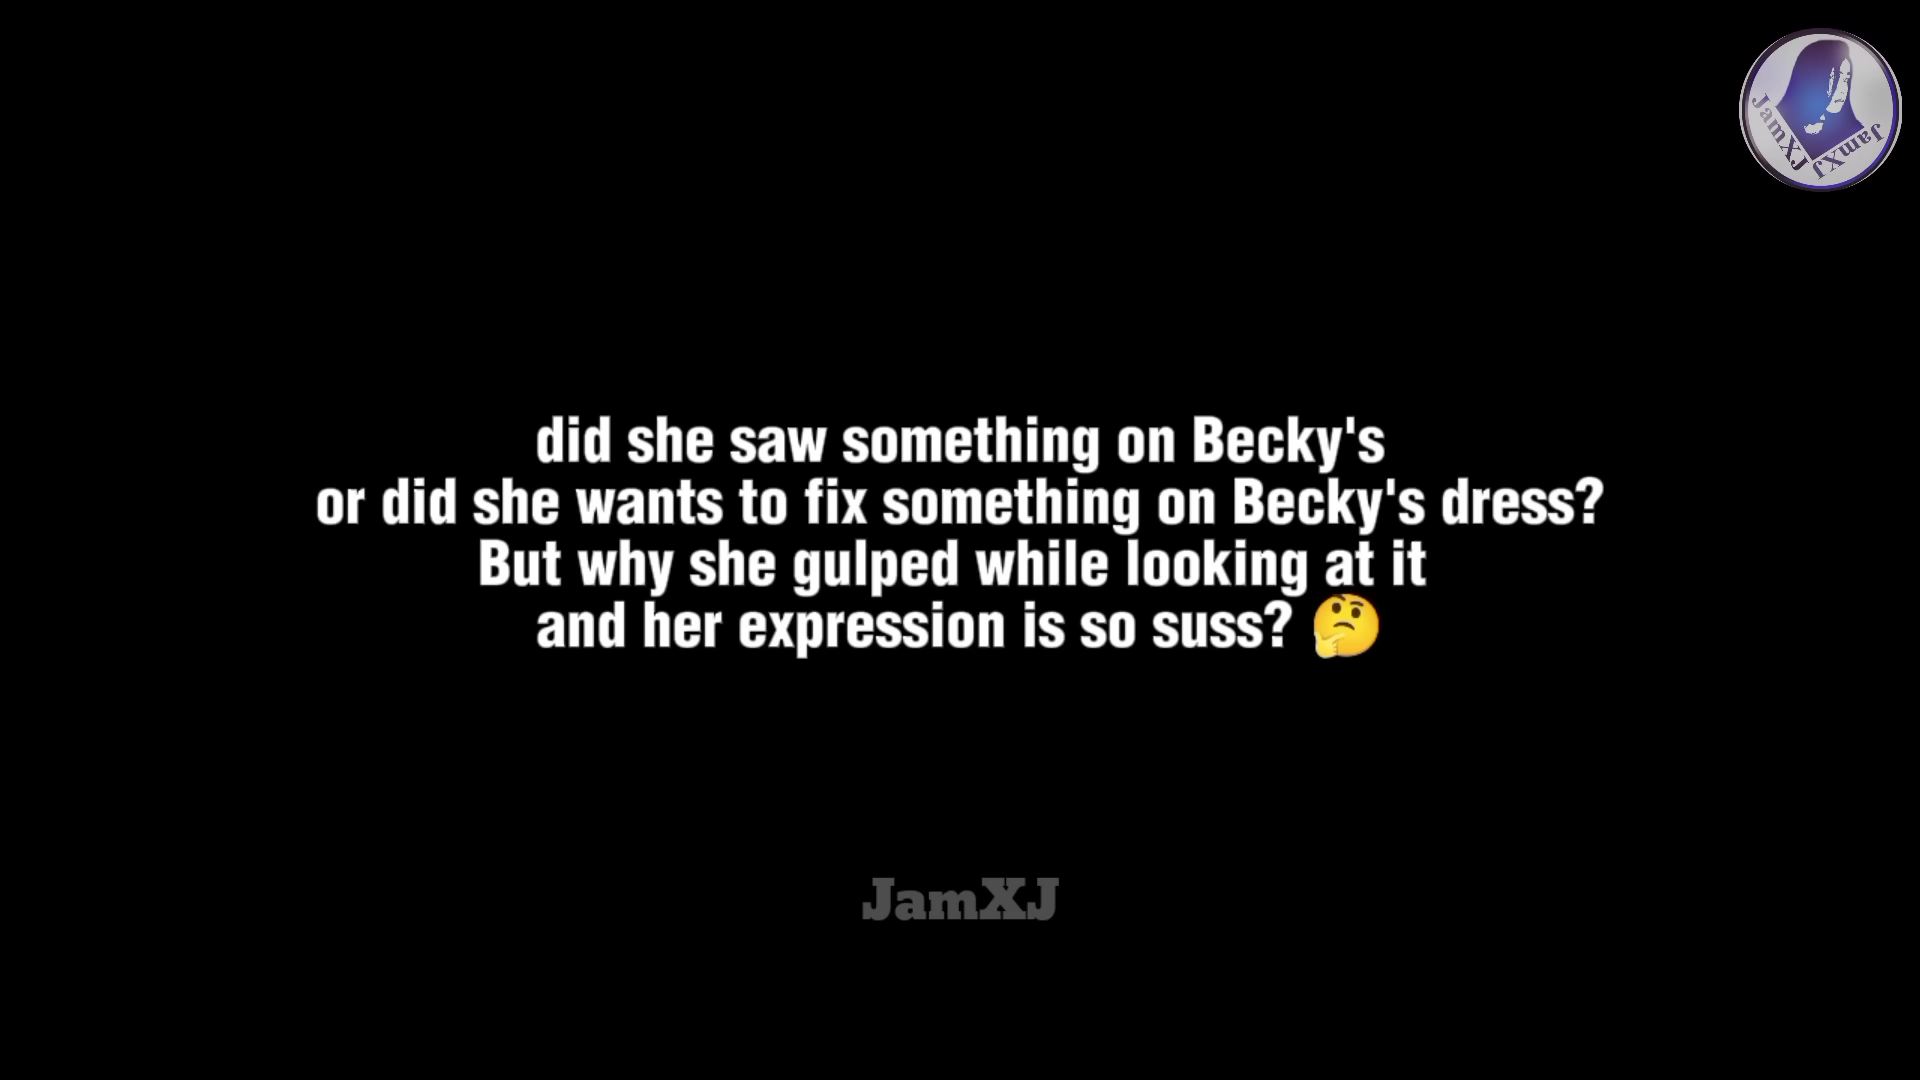 JamXJ
JamXJ
did she saw something on Becky's
or did she wants to fix something on Becky's dress?
But why she gulped while looking at it
and her expression is so suss? 🤔
JamXJ